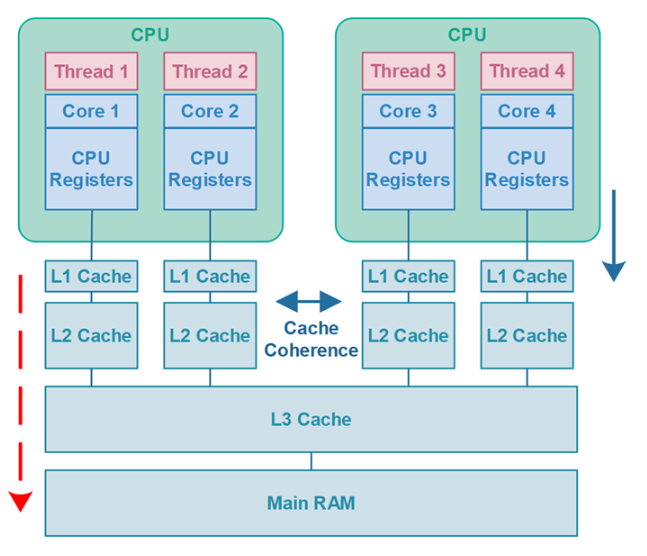 CPU
CPU
Thread 1
Thread 2
Thread 3
Thread 4
Core 1
Core 2
Core 3
Core 4
CPU
Registers
CPU
Registers
CPU
Registers
CPU
Registers
L1 Cache
L1 Cache
L1 Cache
L1 Cache
L2 Cache
L2 Cache
Cache
Coherence
L2 Cache
L2 Cache
L3 Cache
Main RAM